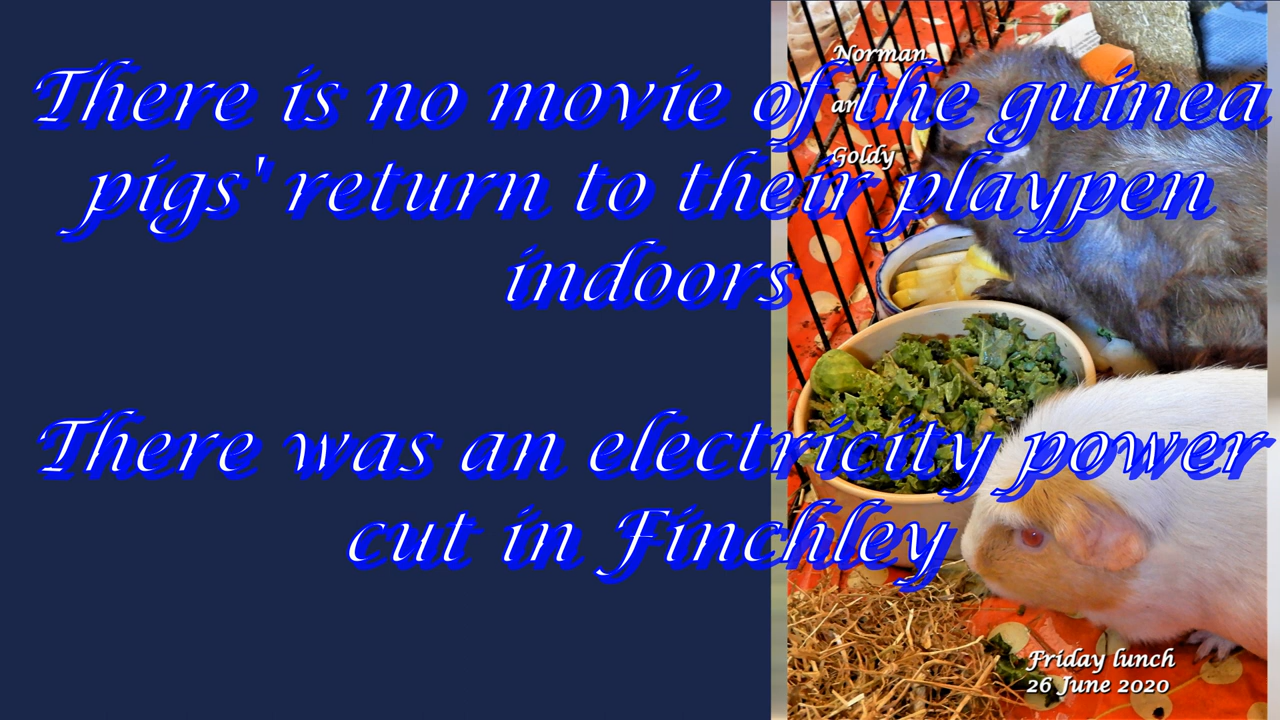 There is no movie of the guinea
pigs' return to their playpen
indoors
There was an electricity power
cut in Finchley
Norman
and
Goldy
Friday lunch
26 June 2020